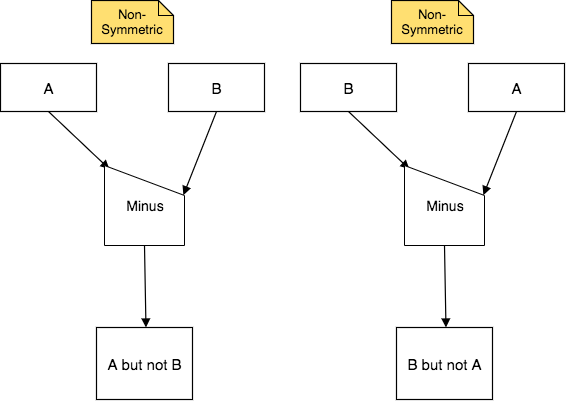 Non-
Symmetric
Non-
Symmetric
A
B
B
A
Minus
Minus
A but not B
B but not A